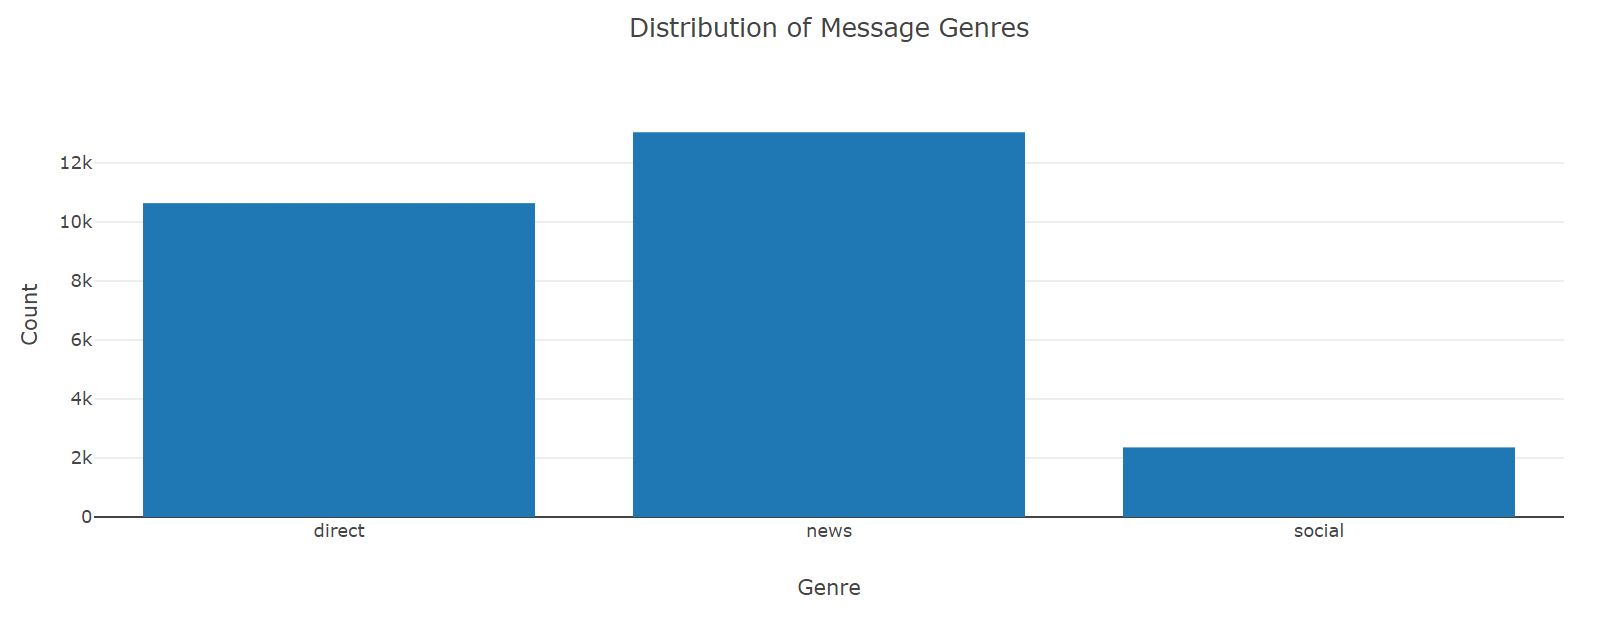 Distribution of Message Genres
12k
10k
8k
6k
4k
2k
0
Count
direct news social
Genre